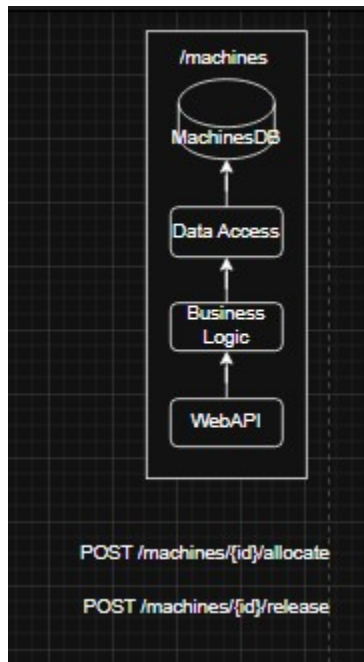 /machines
MachinesDB
Data Access
Business
Logic
WebAPI
POST /machines/{id}/allocate
POST /machines/{id}/release